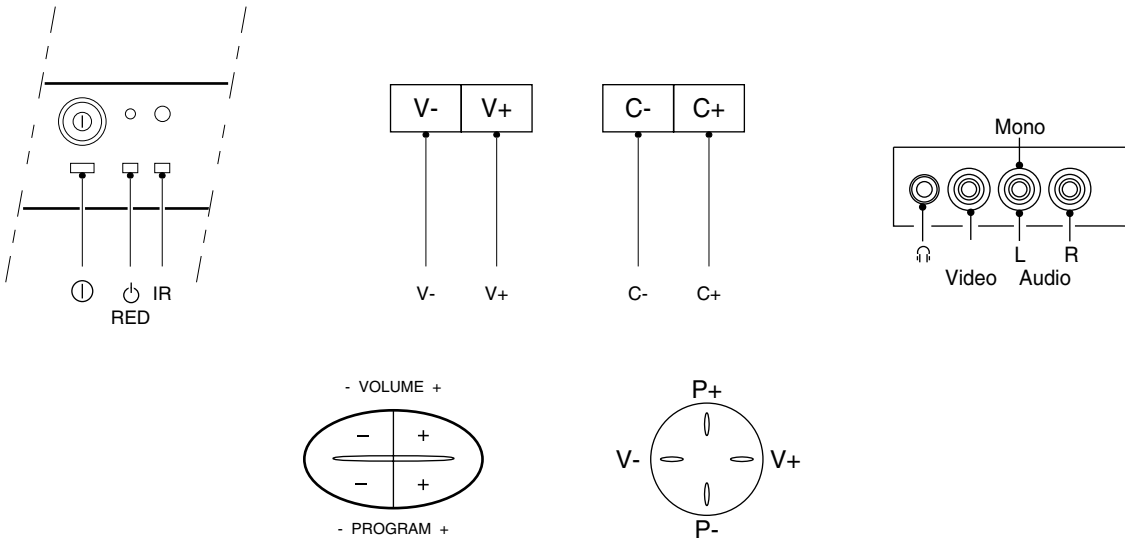 V- V+
C- C+
Mono
V- V+
C- C+
IR
RED
L R
Video Audio
- VOLUME +
− +
− +
- PROGRAM +
P+
V- V+
P-